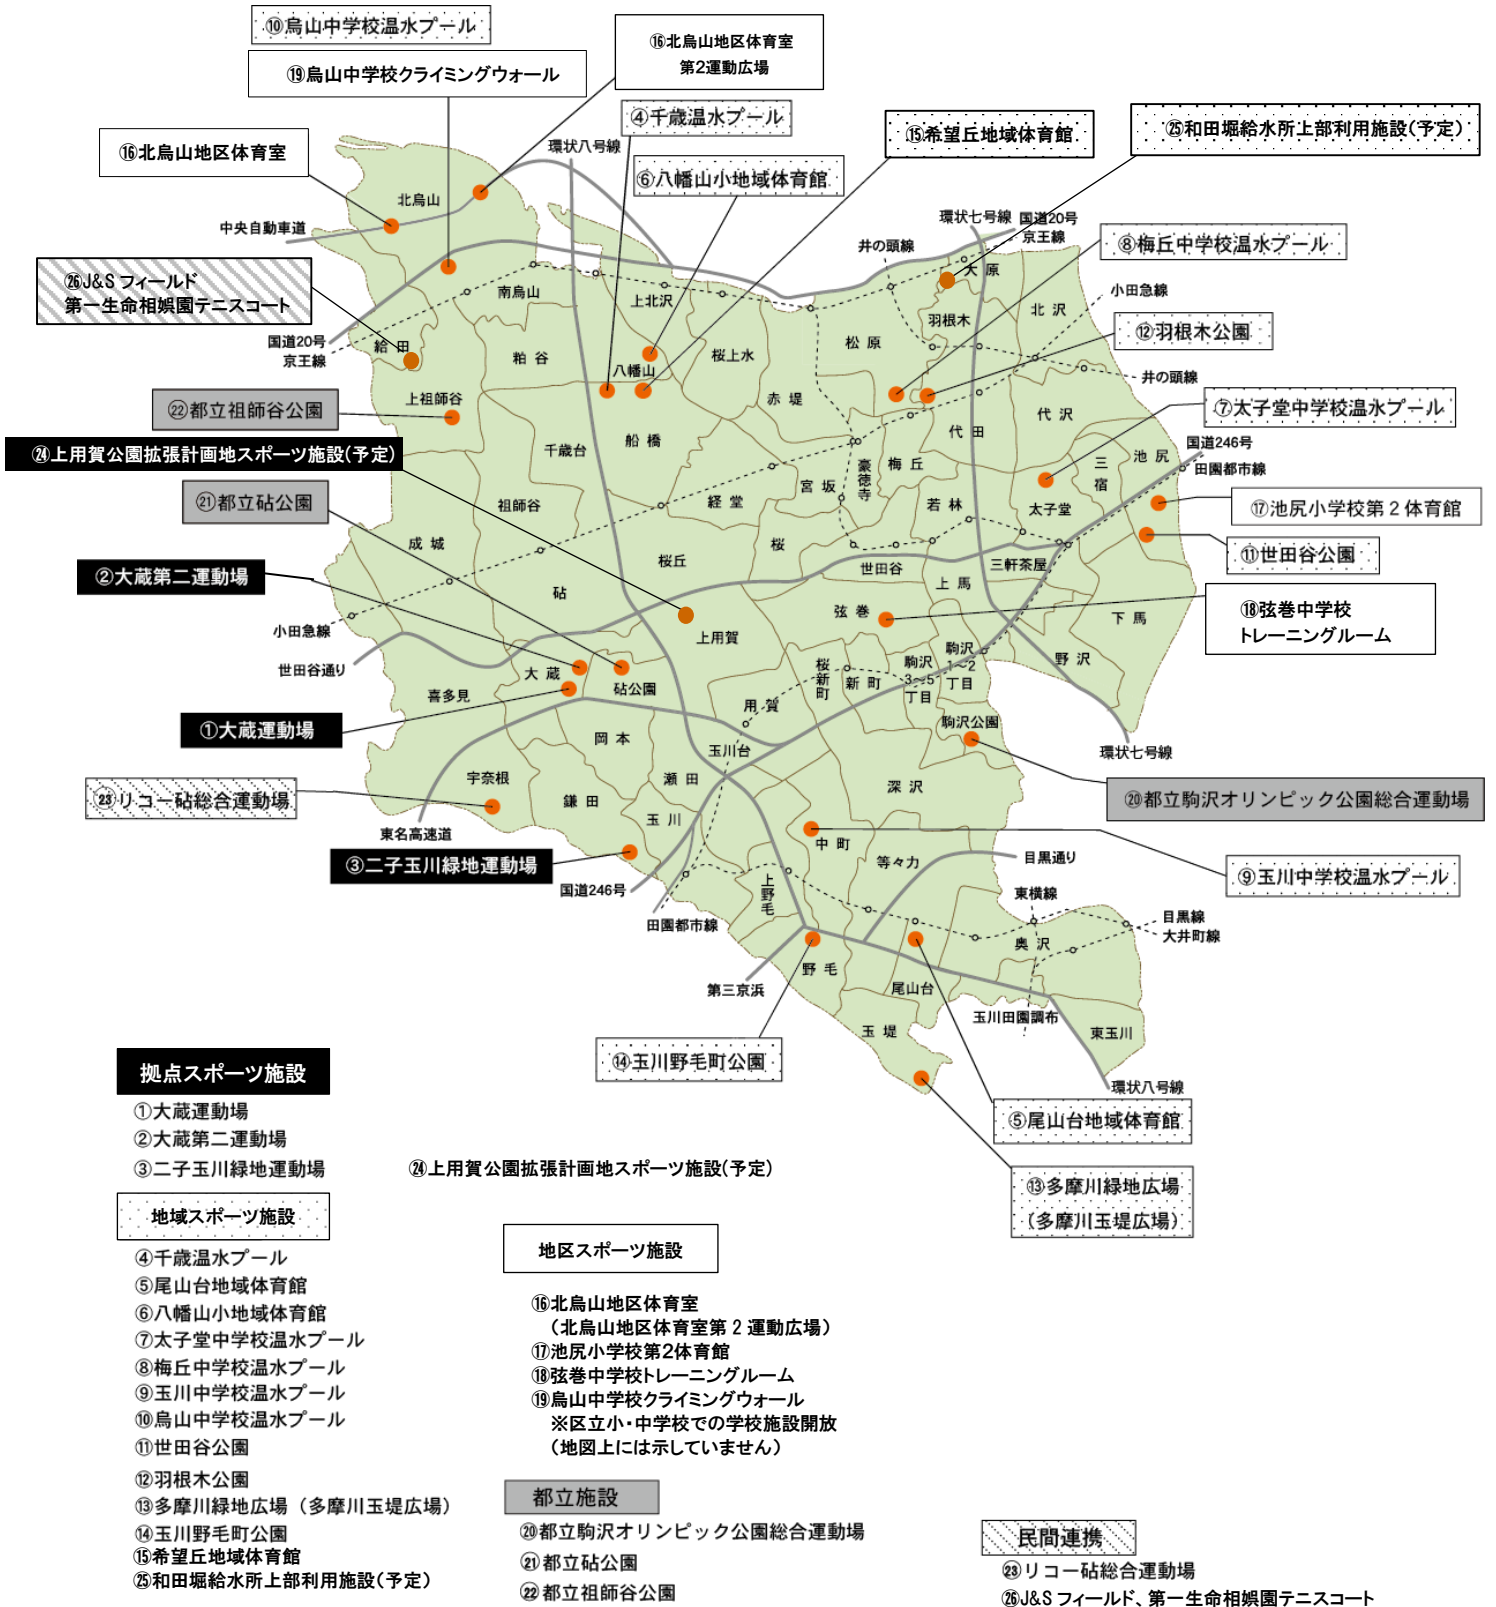 ⑩烏山中学校温水プール
⑲烏山中学校クライミングウォール
⑯北烏山地区体育室
第2運動広場
④千歳温水プール
⑮希望丘地域体育館
㉕和田堀給水所上部利用施設(予定)
⑯北烏山地区体育室
環状八号線
⑥八幡山小地域体育館
北烏山
中央自動車道
環状七号線
国道20号
京王線
井の頭線
⑧梅丘中学校温水プール
㉖J&S フィールド
第一生命相娯園テニスコート
大原
南烏山
上北沢
小田急線
北沢
羽根木
⑫羽根木公園
国道20号
京王線
給田
粕谷
八幡山
桜上水
松原
井の頭線
㉒都立祖師谷公園
上祖師谷
赤堤
代沢
⑦太子堂中学校温水プール
千歳台
船橋
代田
国道246号
田園都市線
㉔上用賀公園拡張計画地スポーツ施設(予定)
池尻
三宿
梅丘
豪徳寺
宮坂
㉑都立砧公園
祖師谷
経堂
若林
太子堂
⑰池尻小学校第2体育館
成城
桜
桜丘
世田谷
三軒茶屋
⑪世田谷公園
②大蔵第二運動場
砧
上馬
弦巻
下馬
⑱弦巻中学校
トレーニングルーム
小田急線
上用賀
世田谷通り
大蔵
砧公園
桜新町
新町
駒沢
3~5
丁目
駒沢
1~2
丁目
野沢
喜多見
用賀
①大蔵運動場
岡本
玉川台
駒沢公園
環状七号線
宇奈根
瀬田
深沢
㉓リコー砧総合運動場
鎌田
玉川
⑳都立駒沢オリンピック公園総合運動場
東名高速道
中町
③二子玉川緑地運動場
等々力
目黒通り
国道246号
上野毛
⑨玉川中学校温水プール
田園都市線
東横線
目黒線
大井町線
奥沢
野毛
第三京浜
尾山台
玉川田園調布
玉堤
東玉川
⑭玉川野毛町公園
環状八号線
⑤尾山台地域体育館
⑬多摩川緑地広場
(多摩川玉堤広場)
拠点スポーツ施設
①大蔵運動場
②大蔵第二運動場
③二子玉川緑地運動場
㉔上用賀公園拡張計画地スポーツ施設(予定)
地域スポーツ施設
④千歳温水プール
⑤尾山台地域体育館
⑥八幡山小地域体育館
⑦太子堂中学校温水プール
⑧梅丘中学校温水プール
⑨玉川中学校温水プール
⑩烏山中学校温水プール
⑪世田谷公園
⑫羽根木公園
⑬多摩川緑地広場(多摩川玉堤広場)
⑭玉川野毛町公園
⑮希望丘地域体育館
㉕和田堀給水所上部利用施設(予定)
地区スポーツ施設
⑯北烏山地区体育室
(北烏山地区体育室第2運動広場)
⑰池尻小学校第2体育館
⑱弦巻中学校トレーニングルーム
⑲烏山中学校クライミングウォール
※区立小・中学校での学校施設開放
(地図上には示していません)
都立施設
⑳都立駒沢オリンピック公園総合運動場
㉑都立砧公園
㉒都立祖師谷公園
民間連携
㉓リコー砧総合運動場
㉖J&S フィールド、第一生命相娯園テニスコート